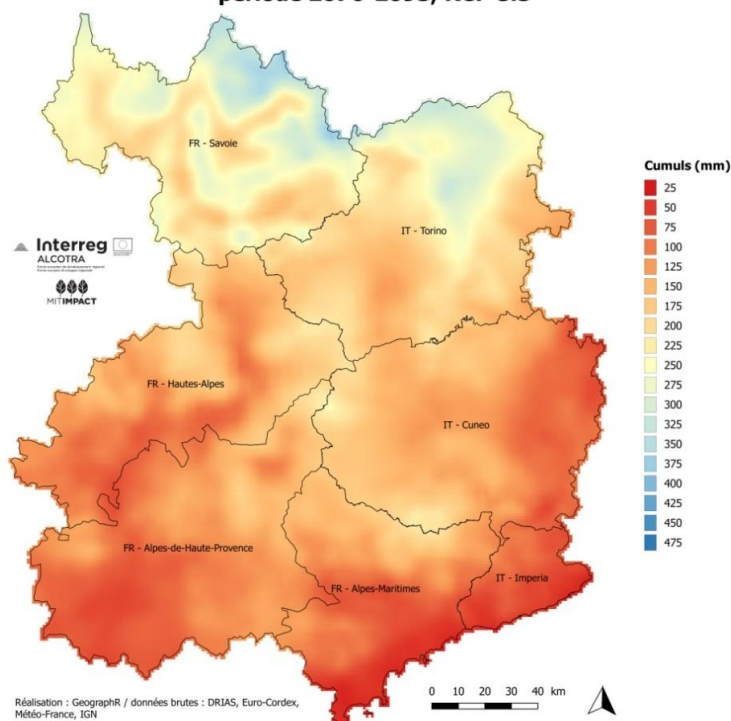 FR - Savoie
IT - Torino
Interreg
ALCOTRA
MITIMPACT
FR - Hautes-Alpes
IT - Cuneo
FR - Alpes-de-Haute-Provence
FR - Alpes-Maritimes
IT - Imperia
Cumuls (mm)
25
50
75
100
125
150
175
200
225
250
275
300
325
350
375
400
425
450
475
0 10 20 30 40 km
Réalisation : GeographR / données brutes : DRIAS, Euro-Cordex,
Météo-France, IGN